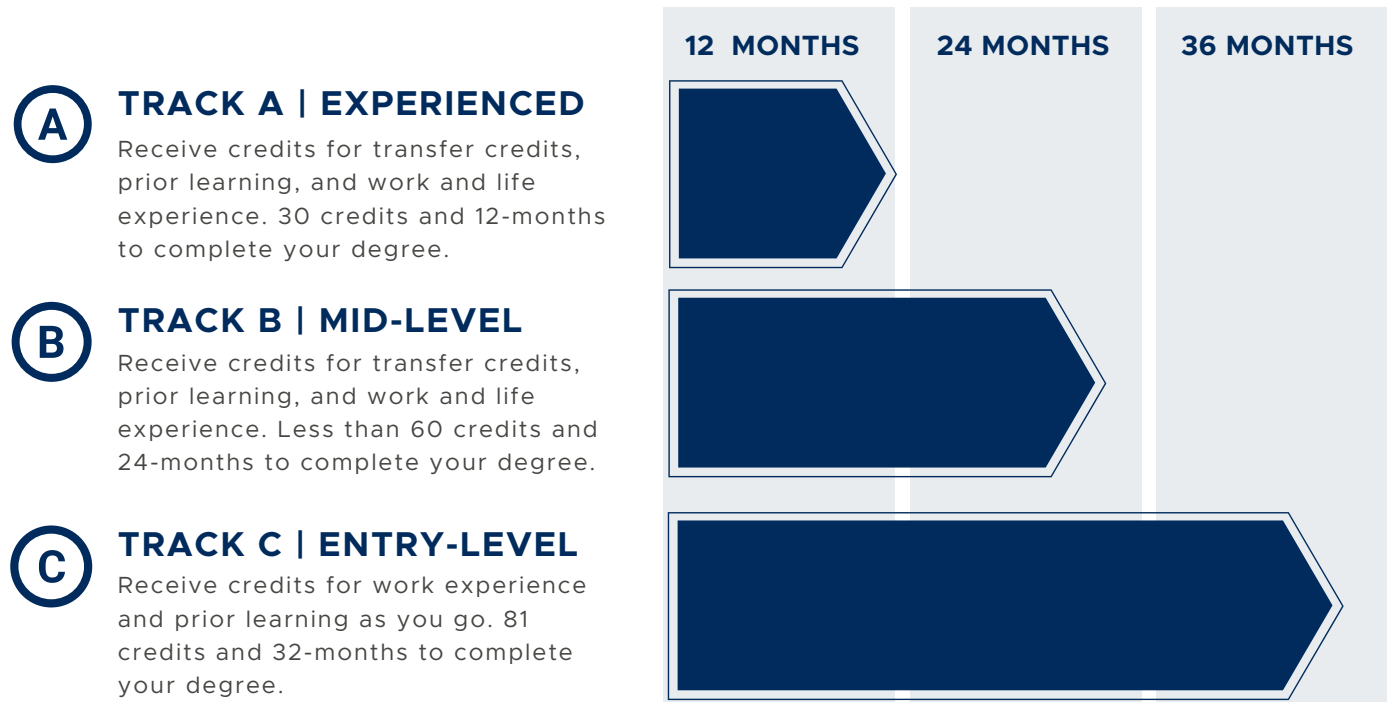 12 MONTHS
24 MONTHS
36 MONTHS
A
TRACK A | EXPERIENCED
Receive credits for transfer credits,
prior learning, and work and life
experience. 30 credits and 12-months
to complete your degree.
B
TRACK B | MID-LEVEL
Receive credits for transfer credits,
prior learning, and work and life
experience. Less than 60 credits and
24-months to complete your degree.
C
TRACK C | ENTRY-LEVEL
Receive credits for work experience
and prior learning as you go. 81
credits and 32-months to complete
your degree.